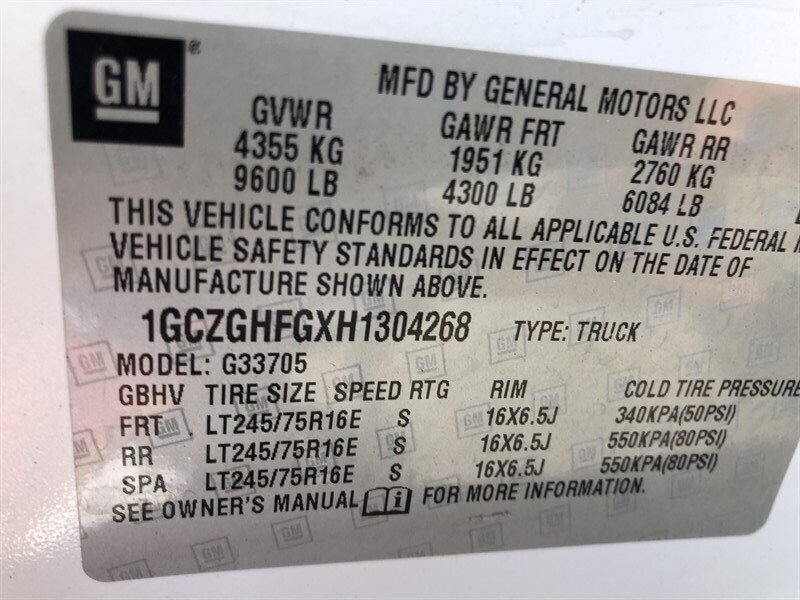 GM
MFD BY GENERAL MOTORS LLC
GVWR GAWR FRT GAWR RR
4355 KG 1951 KG 2760 KG
9600 LB 4300 LB 6084 LB
THIS VEHICLE CONFORMS TO ALL APPLICABLE U.S. FEDERAL
VEHICLE SAFETY STANDARDS IN EFFECT ON THE DATE OF
MANUFACTURE SHOWN ABOVE.
1GCZGHFGXH1304268 TYPE: TRUCK
MODEL: G33705
GBHV TIRE SIZE SPEED RTG RIM COLD TIRE PRESSURE
FRT LT245/75R16E S 16X6.5J 340KPA(50PSI)
RR LT245/75R16E S 16X6.5J 550KPA(80PSI)
SPA LT245/75R16E S 16X6.5J 550KPA(80PSI)
SEE OWNER'S MANUAL i FOR MORE INFORMATION.